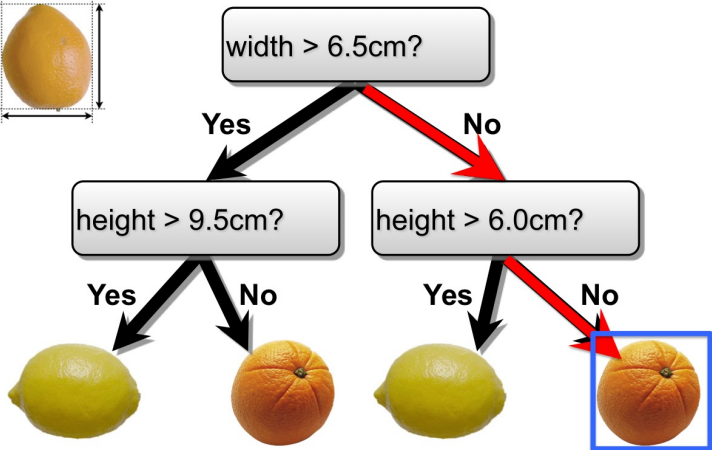 width > 6.5cm?
Yes
No
height > 9.5cm?
height > 6.0cm?
Yes
No
Yes
No